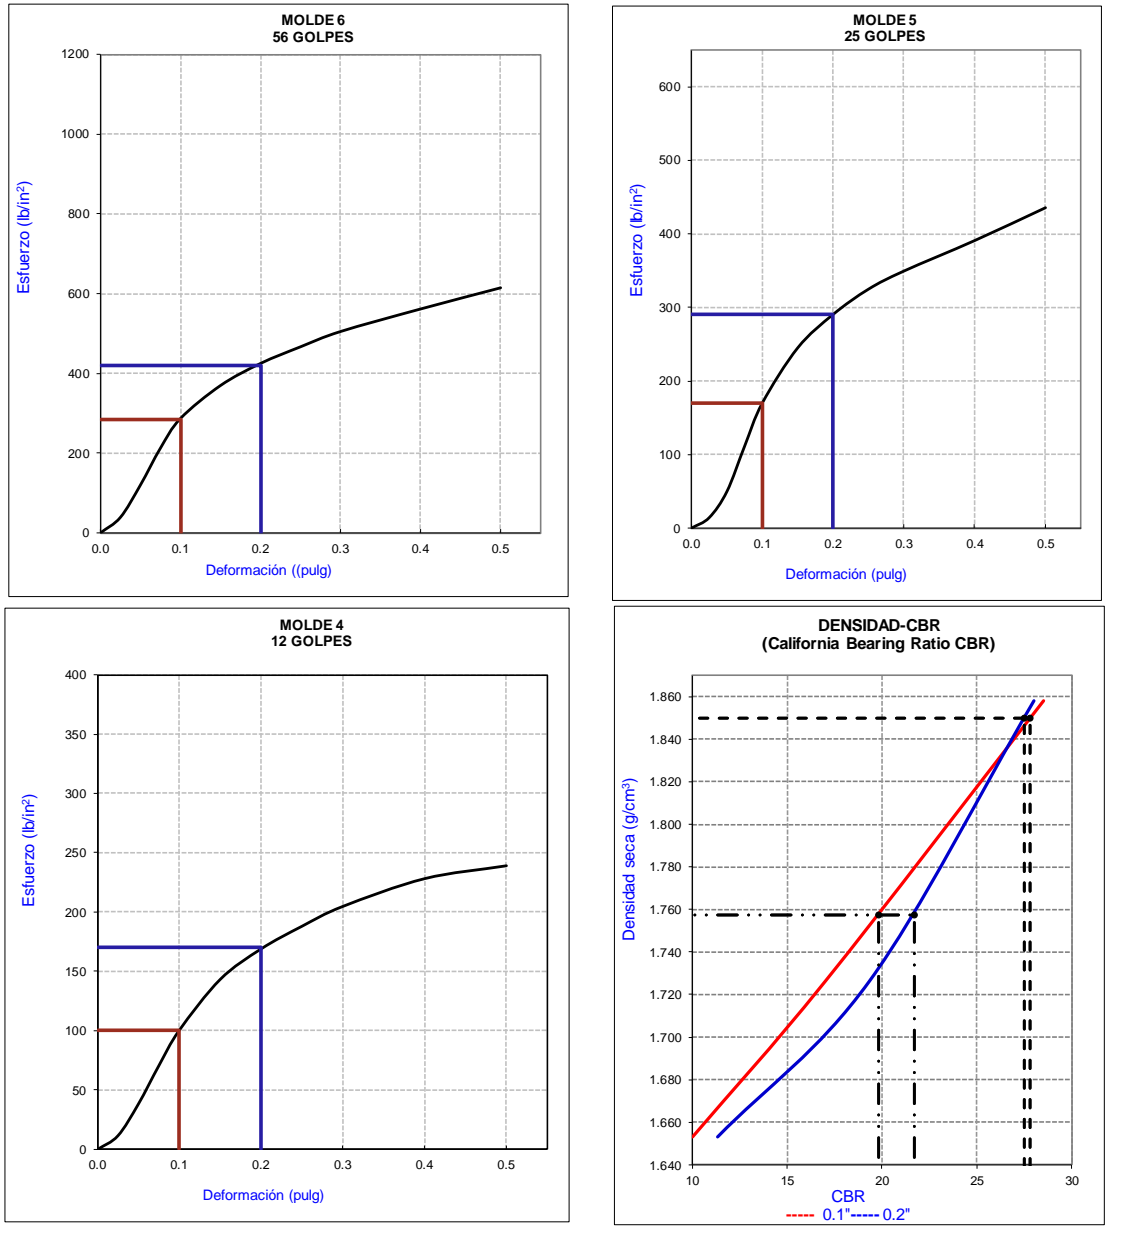 MOLDE 6
56 GOLPES
1200
1000
800
600
400
200
0
0.0 0.1 0.2 0.3 0.4 0.5
Esfuerzo (lb/in²)
Deformación ((pulg)
MOLDE 5
25 GOLPES
600
500
400
300
200
100
0
0.0 0.1 0.2 0.3 0.4 0.5
Esfuerzo (lb/in²)
Deformación (pulg)
MOLDE 4
12 GOLPES
400
350
300
250
200
150
100
50
0
0.0 0.1 0.2 0.3 0.4 0.5
Esfuerzo (lb/in²)
Deformación (pulg)
DENSIDAD-CBR
(California Bearing Ratio CBR)
1.860
1.840
1.820
1.800
1.780
1.760
1.740
1.720
1.700
1.680
1.660
1.640
10 15 20 25 30
Densidad seca (g/cm³)
CBR
0.1" 0.2"